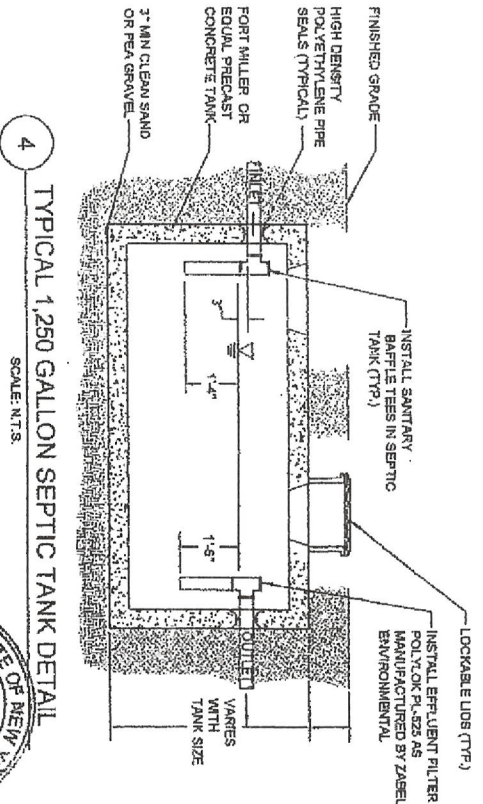 FINISHED GRADE
HIGH DENSITY
POLYETHYLENE PIPE
SEALS (TYPICAL)
FORT MILLER OR
EQUAL PRECAST
CONCRETE TANK
3" MIN CLEAN SAND
OR PEA GRAVEL
INLET
INSTALL SANITARY
BAFFLE TEES IN SEPTIC
TANK (TYP.)
3"
1'-4"
1'-6"
LOCKABLE LIDS (TYP.)
INSTALL EFFLUENT FILTER
POLYLOK PL-525 AS
MANUFACTURED BY ZABEL
ENVIRONMENTAL
OUTLET
VARIES
WITH
TANK SIZE
4
TYPICAL 1,250 GALLON SEPTIC TANK DETAIL
SCALE: N.T.S.
OF NEW